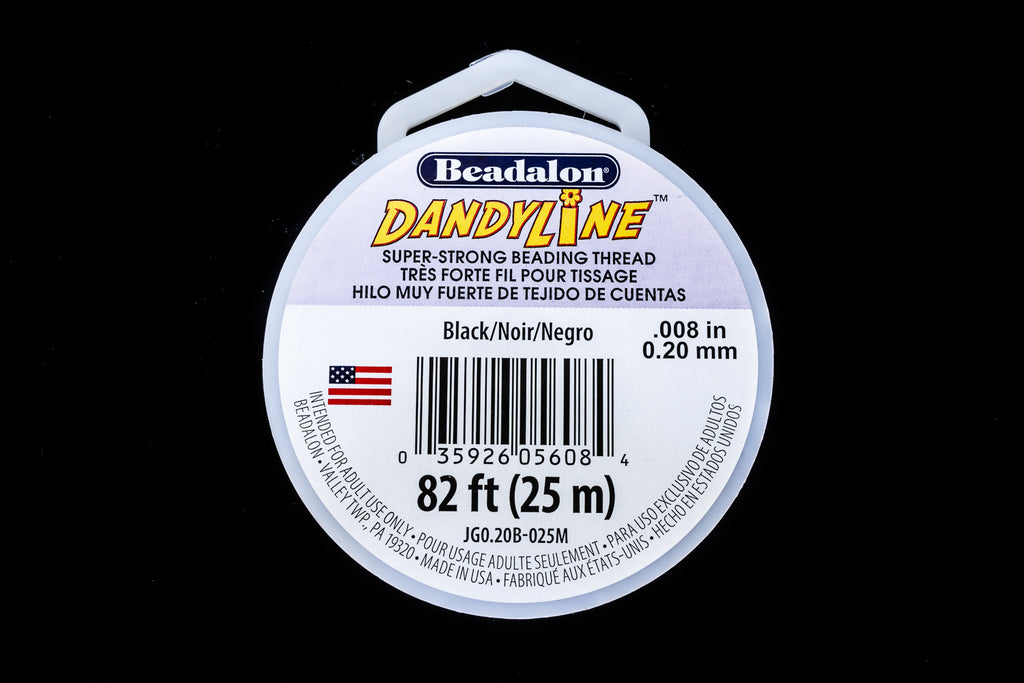 Beadalon®
DANDYLINE™
SUPER-STRONG BEADING THREAD
TRÈS FORTE FIL POUR TISSAGE
HILO MUY FUERTE DE TEJIDO DE CUENTAS
Black/Noir/Negro
.008 in
0.20 mm
0 35926 05608 4
82 ft (25 m)
JG0.20B-025M
INTENDED FOR ADULT USE ONLY • POUR USAGE ADULTE SEULEMENT • PARA USO EXCLUSIVO DE ADULTOS
BEADALON • VALLEY TWP., PA 19320 • MADE IN USA • FABRIQUÉ AUX ÉTATS-UNIS • HECHO EN ESTADOS UNIDOS